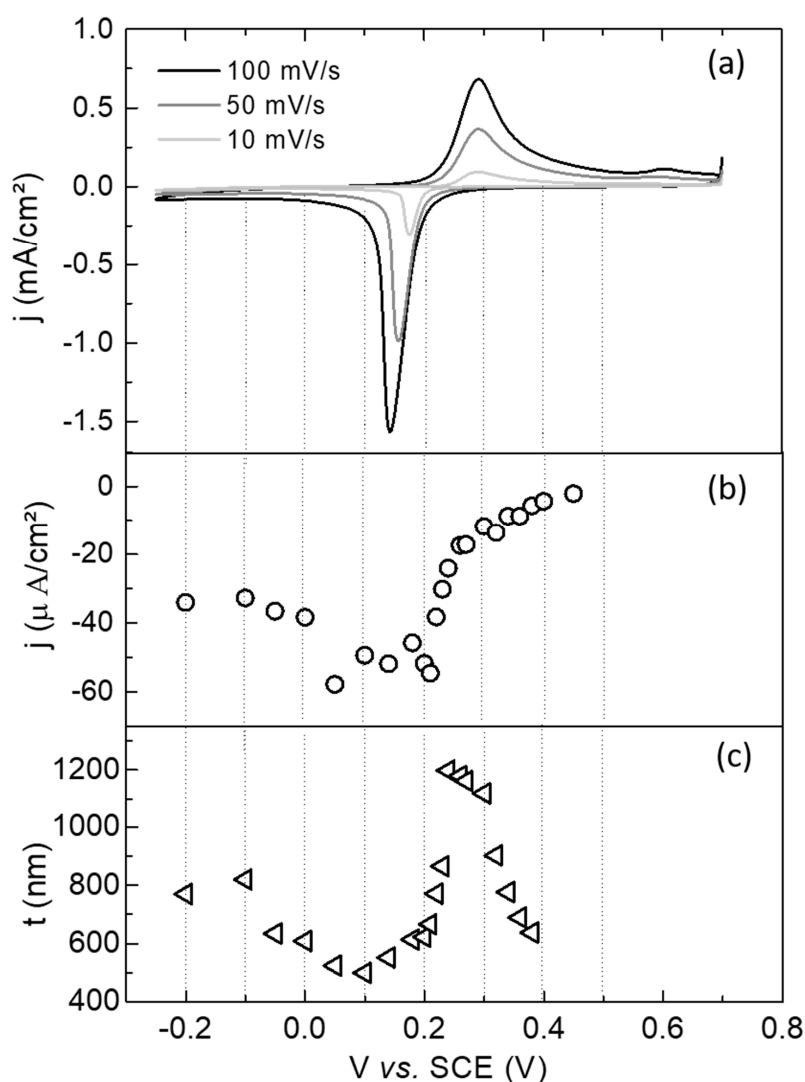 (a)
100 mV/s
50 mV/s
10 mV/s
1.0
0.5
0.0
-0.5
-1.0
-1.5
j (mA/cm²)
(b)
0
-20
-40
-60
j (μ A/cm²)
(c)
1200
1000
800
600
400
t (nm)
-0.2 0.0 0.2 0.4 0.6 0.8
V vs. SCE (V)